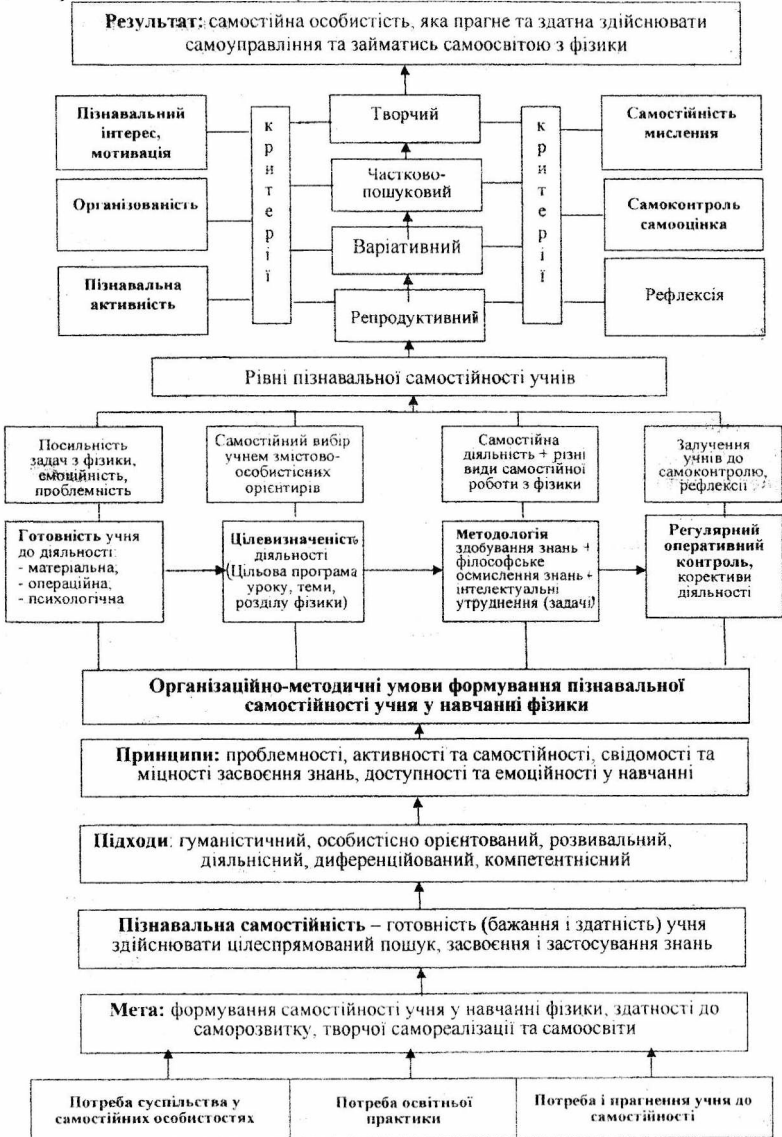 Результат: самостійна особистість, яка прагне та здатна здійснювати
самоуправління та займатись самоосвітою з фізики
Пізнавальний
інтерес,
мотивація
Організованість
Пізнавальна
активність
критерії
Творчий
Частково-
пошуковий
Варіативний
Репродуктивний
критерії
Самостійність
мислення
Самоконтроль
самооцінка
Рефлексія
Рівні пізнавальної самостійності учнів
Посильність
задач з фізики,
емоційність,
проблемність
Самостійний вибір
учнем змістово-
особистісних
орієнтирів
Самостійна
діяльність + різні
види самостійної
роботи з фізики
Залучення
учнів до
самоконтролю,
рефлексії
Готовність учня
до діяльності:
- матеріальна,
- операційна,
- психологічна
Цілевизначеність
діяльності
(Цільова програма
уроку, теми,
розділу фізики)
Методологія
здобування знань +
філософське
осмислення знань +
інтелектуальні
утруднення (задачі)
Регулярний
оперативний
контроль,
корективи
діяльності
Організаційно-методичні умови формування пізнавальної
самостійності учня у навчанні фізики
Принципи: проблемності, активності та самостійності, свідомості та
міцності засвоєння знань, доступності та емоційності у навчанні
Підходи: гуманістичний, особистісно орієнтований, розвивальний,
діяльнісний, диференційований, компетентнісний
Пізнавальна самостійність – готовність (бажання і здатність) учня
здійснювати цілеспрямований пошук, засвоєння і застосування знань
Мета: формування самостійності учня у навчанні фізики, здатності до
саморозвитку, творчої самореалізації та самоосвіти
Потреба суспільства у
самостійних особистостях
Потреба освітньої
практики
Потреба і прагнення учня до
самостійності